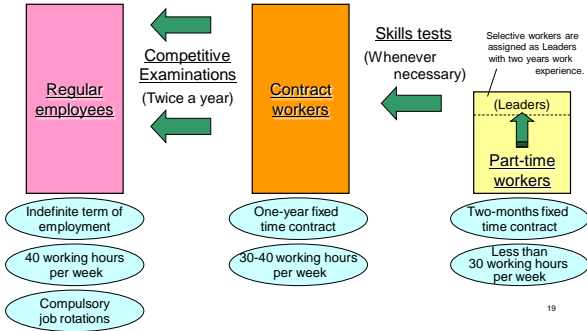 Regular
employees
Competitive
Examinations
(Twice a year)
Contract
workers
Skills tests
(Whenever
necessary)
Selective workers are
assigned as Leaders
with two years work
experience.
(Leaders)
Part-time
workers
Indefinite term of
employment
One-year fixed
time contract
Two-months fixed
time contract
40 working hours
per week
30-40 working hours
per week
Less than
30 working hours
per week
Compulsory
job rotations
19